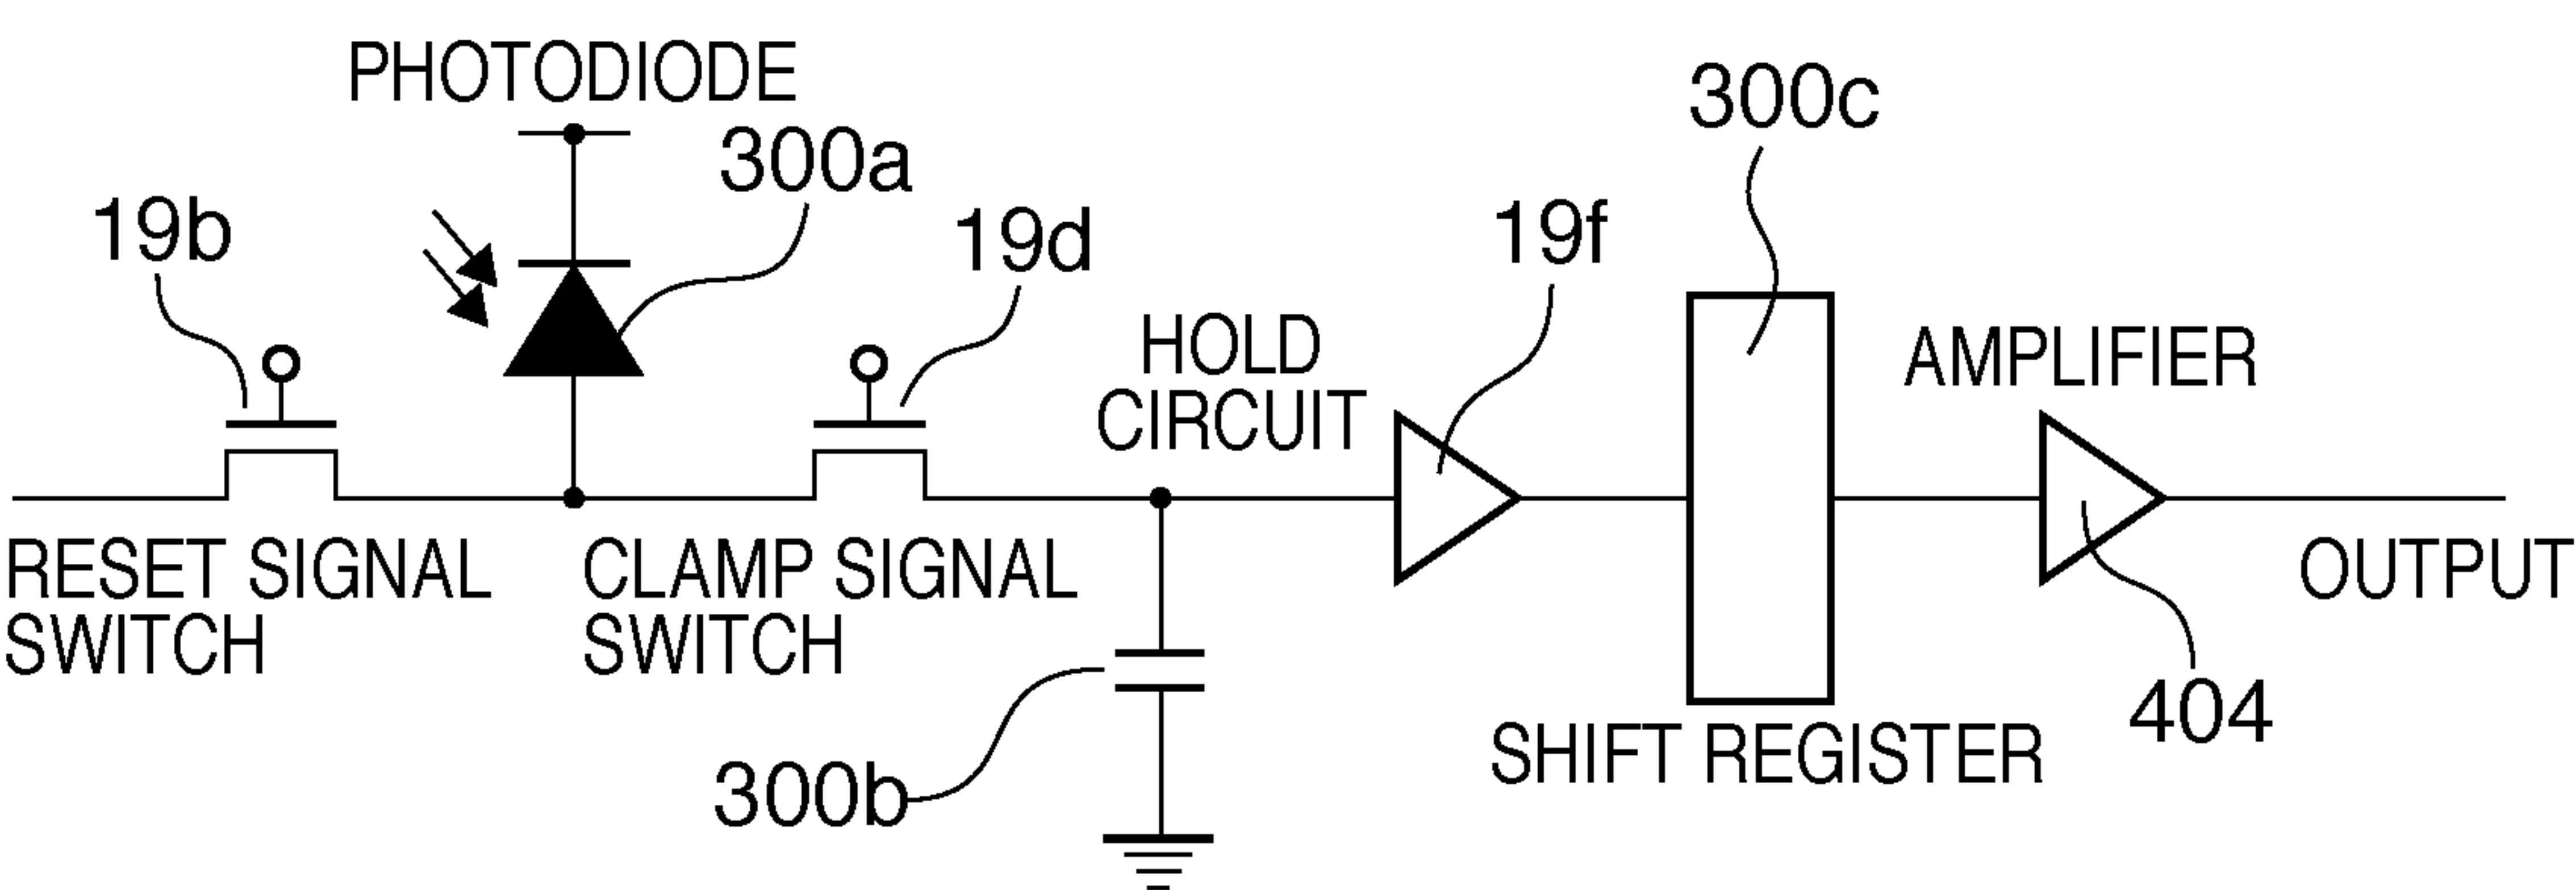 PHOTODIODE
300a
300c
19b
19d
19f
HOLD
CIRCUIT
AMPLIFIER
RESET SIGNAL
SWITCH
CLAMP SIGNAL
SWITCH
OUTPUT
300b
SHIFT REGISTER
404